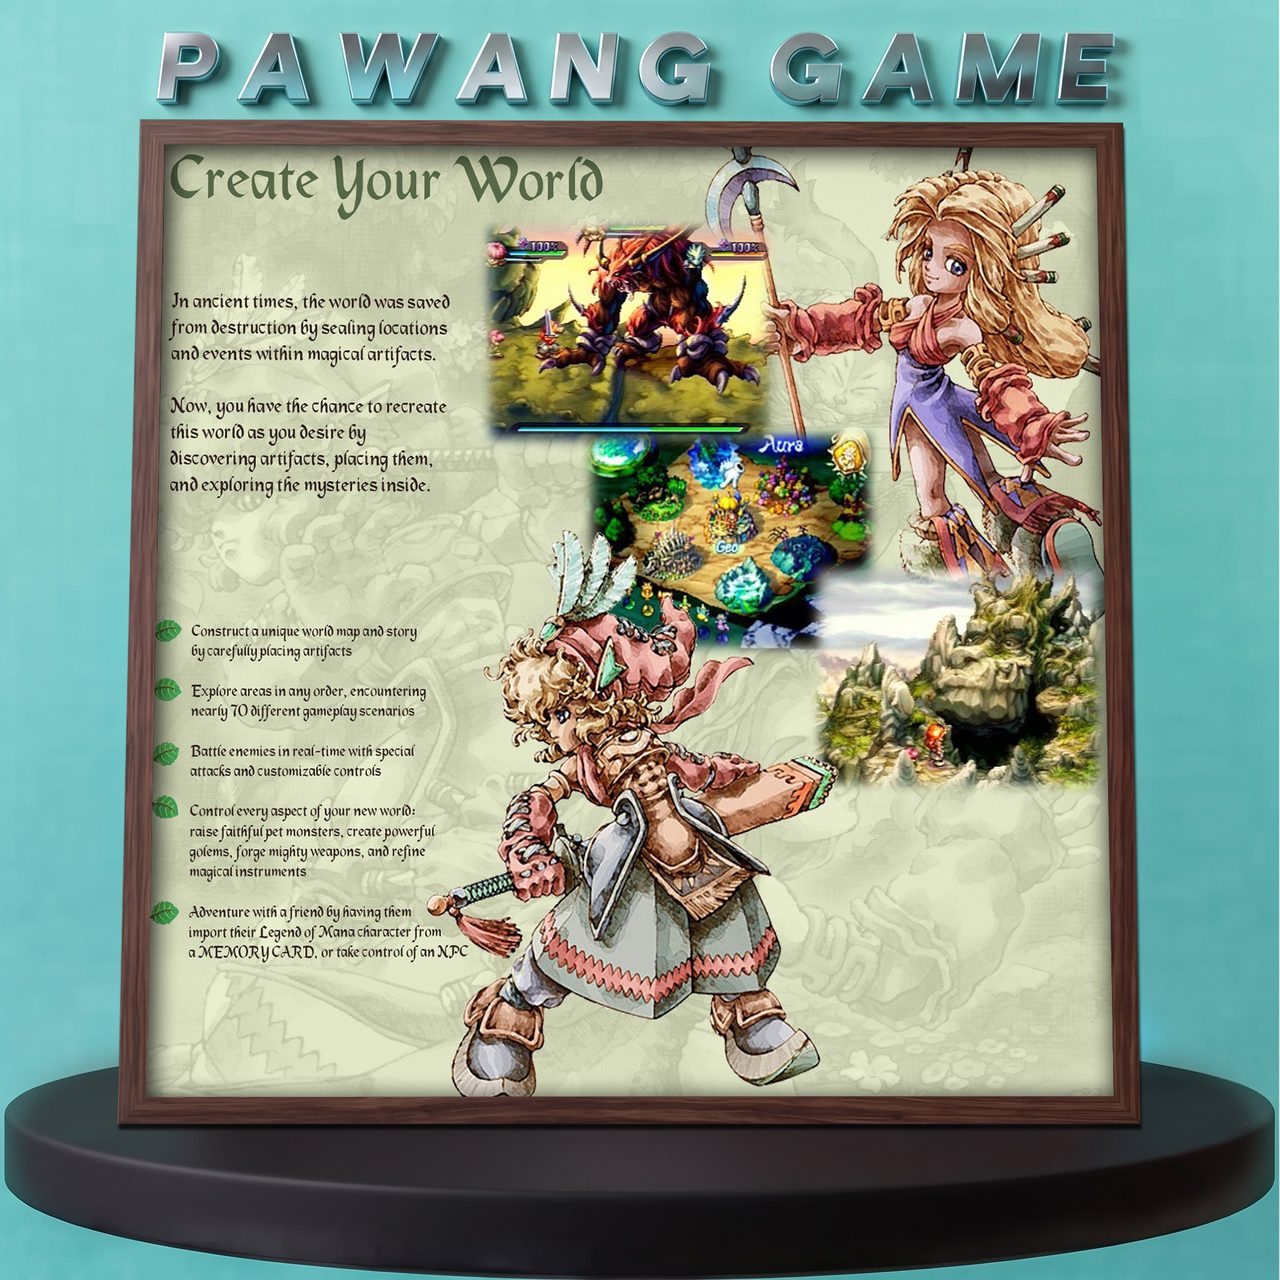 PAWANG GAME
Create Your World
In ancient times, the world was saved
from destruction by sealing locations
and events within magical artifacts.
Now, you have the chance to recreate
this world as you desire by
discovering artifacts, placing them,
and exploring the mysteries inside.
100%
100%
Aura
Geo
Construct a unique world map and story
by carefully placing artifacts
Explore areas in any order, encountering
nearly 70 different gameplay scenarios
Battle enemies in real-time with special
attacks and customizable controls
Control every aspect of your new world:
raise faithful pet monsters, create powerful
golems, forge mighty weapons, and refine
magical instruments
Adventure with a friend by having them
import their Legend of Mana character from
a MEMORY CARD, or take control of an NPC